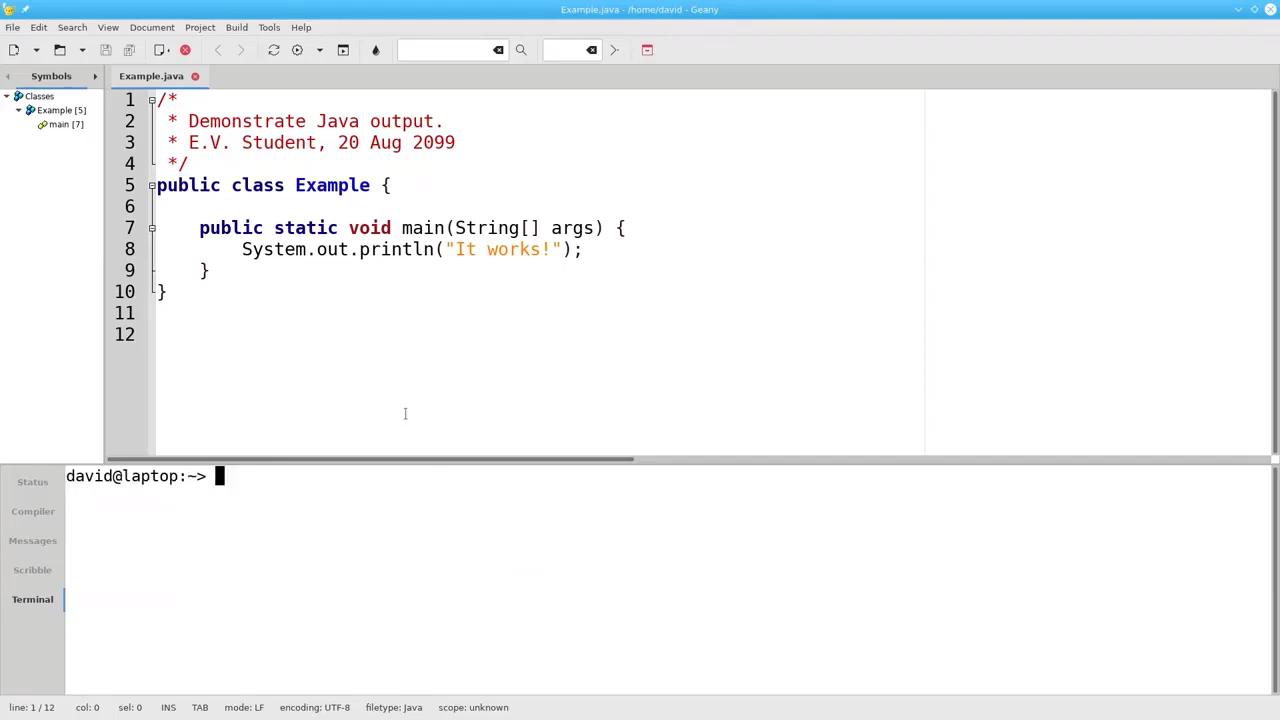 Example.java - /home/david - Geany
File Edit Search View Document Project Build Tools Help
Symbols
Example.java
Classes
Example [5]
main [7]
1 /*
2 * Demonstrate Java output.
3 * E.V. Student, 20 Aug 2099
4 */
5 public class Example {
6
7 public static void main(String[] args) {
8 System.out.println("It works!");
9 }
10 }
11
12
Status
Compiler
Messages
Scribble
Terminal
david@laptop:~>
line: 1 / 12 col: 0 sel: 0 INS TAB mode: LF encoding: UTF-8 filetype: Java scope: unknown